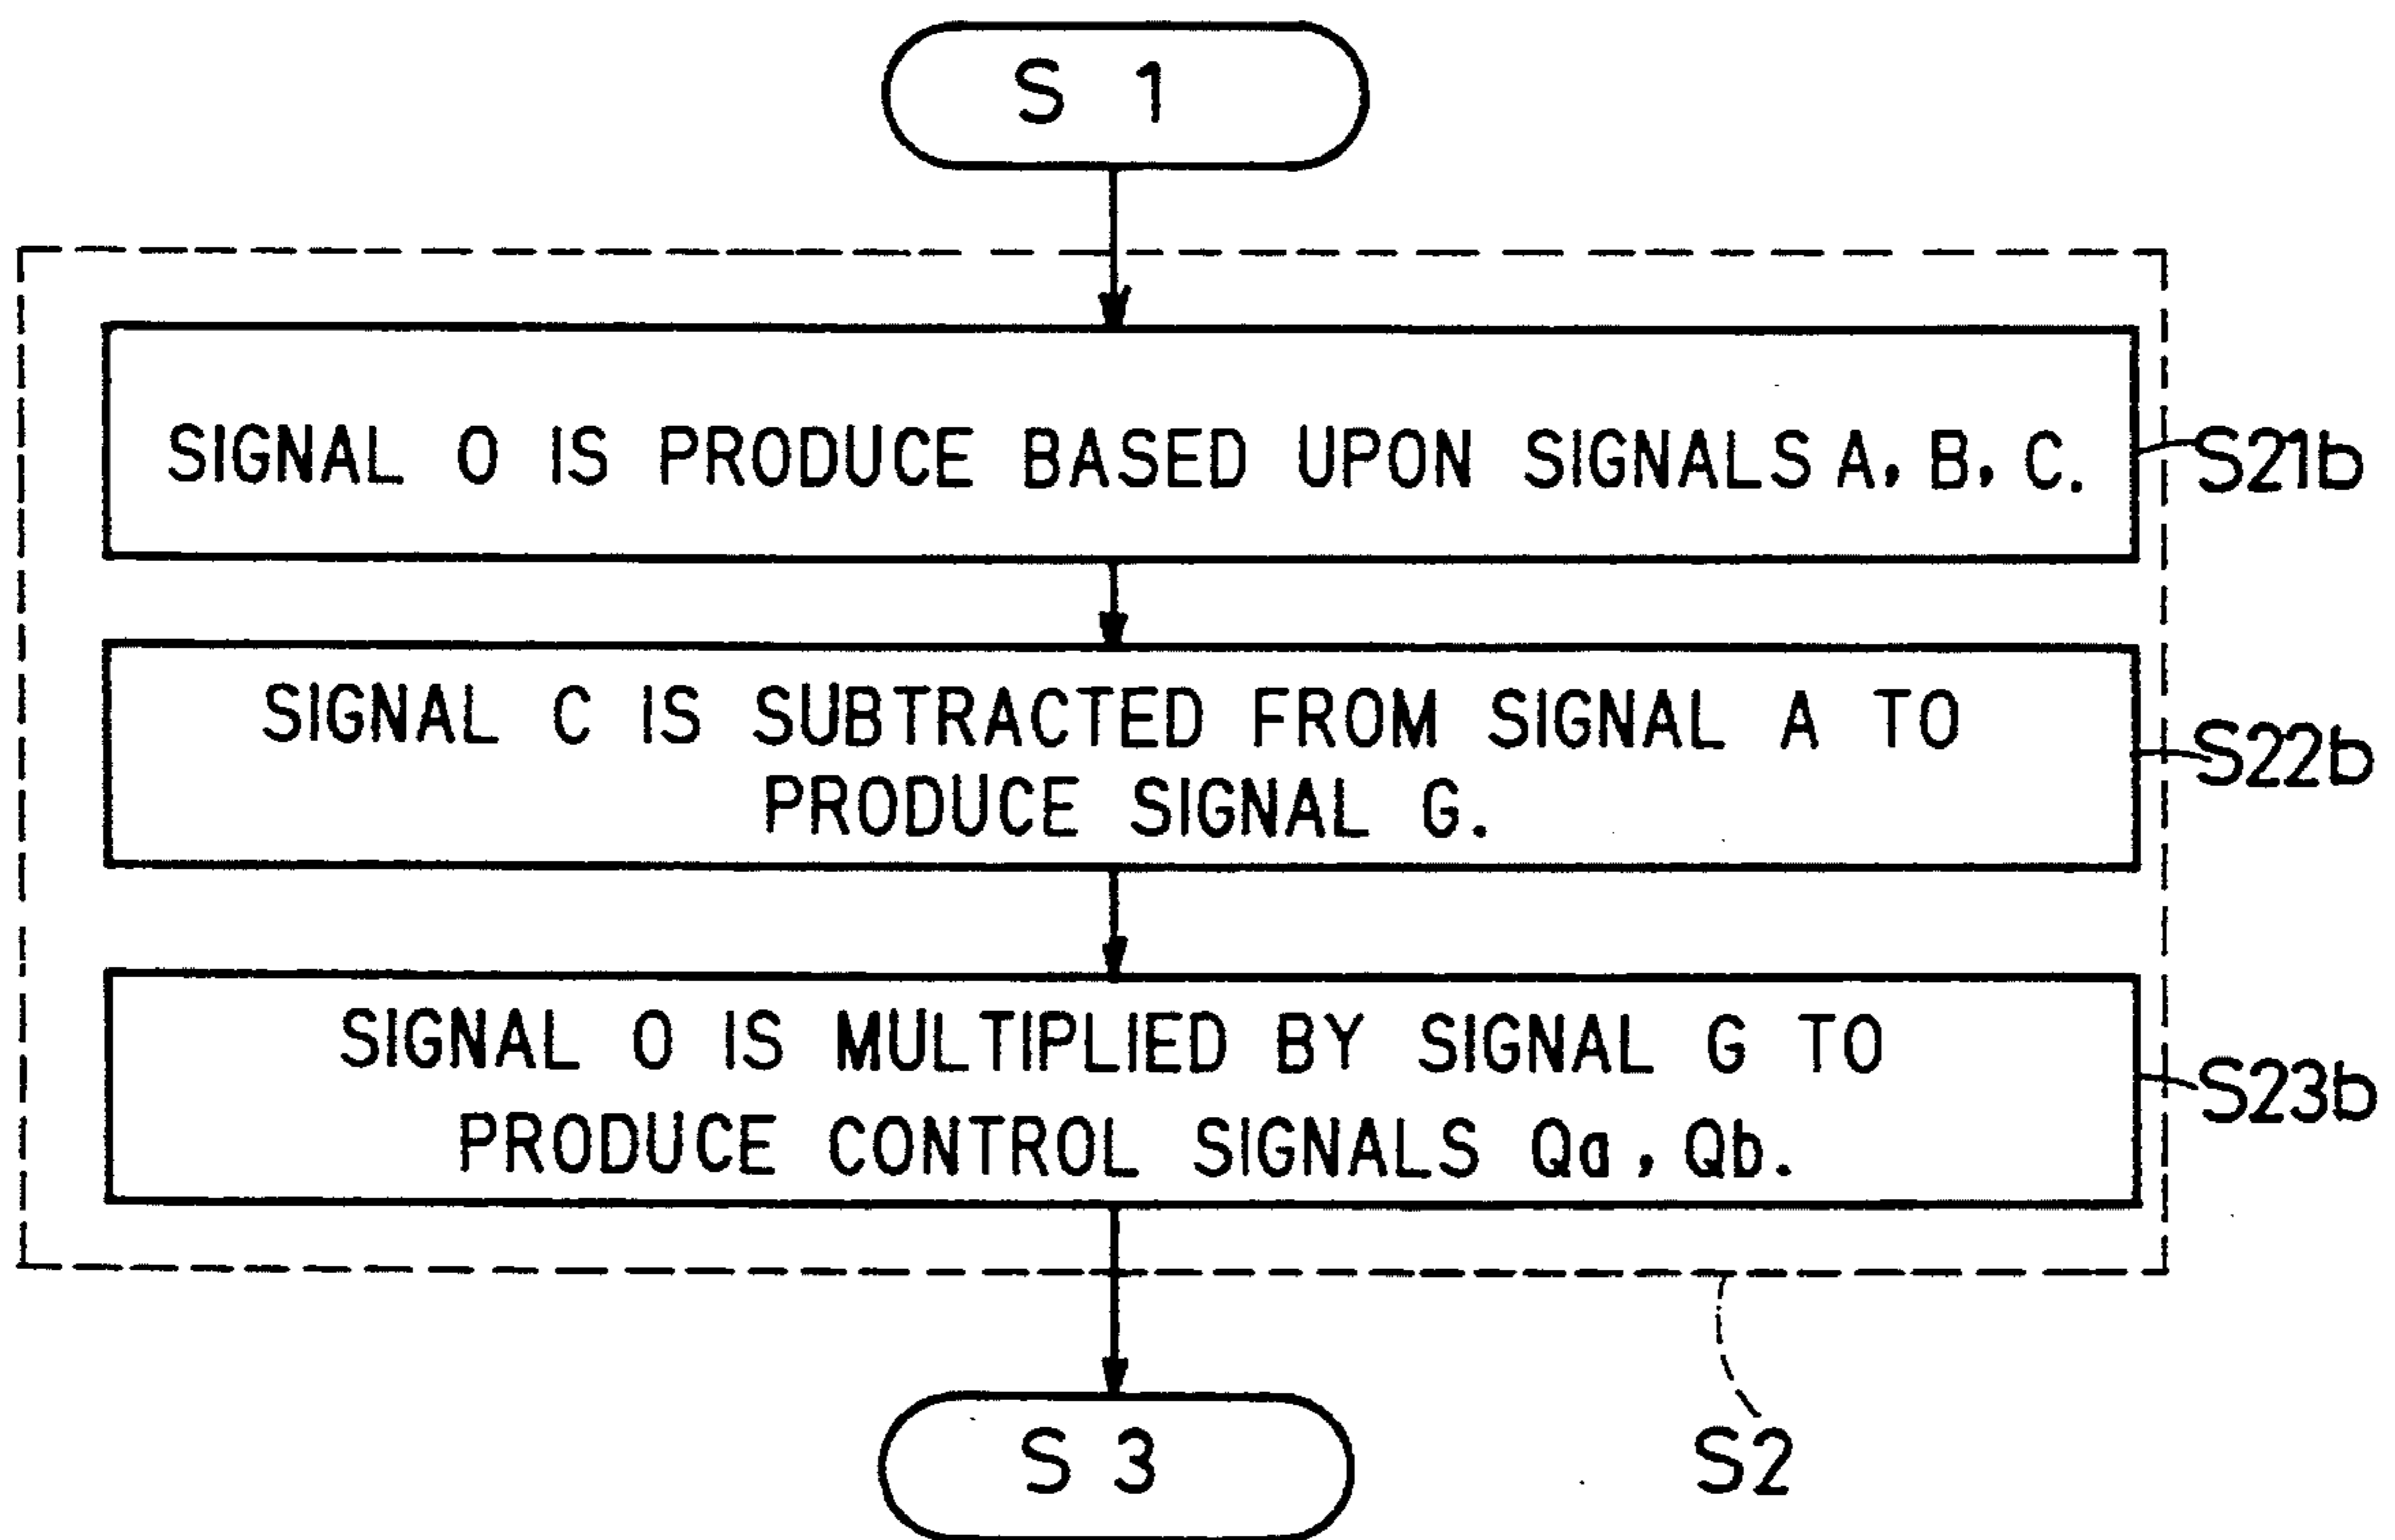 S 1
SIGNAL O IS PRODUCE BASED UPON SIGNALS A, B, C.
S21b
SIGNAL C IS SUBTRACTED FROM SIGNAL A TO
PRODUCE SIGNAL G.
S22b
SIGNAL O IS MULTIPLIED BY SIGNAL G TO
PRODUCE CONTROL SIGNALS Qa, Qb.
S23b
S 3
S2